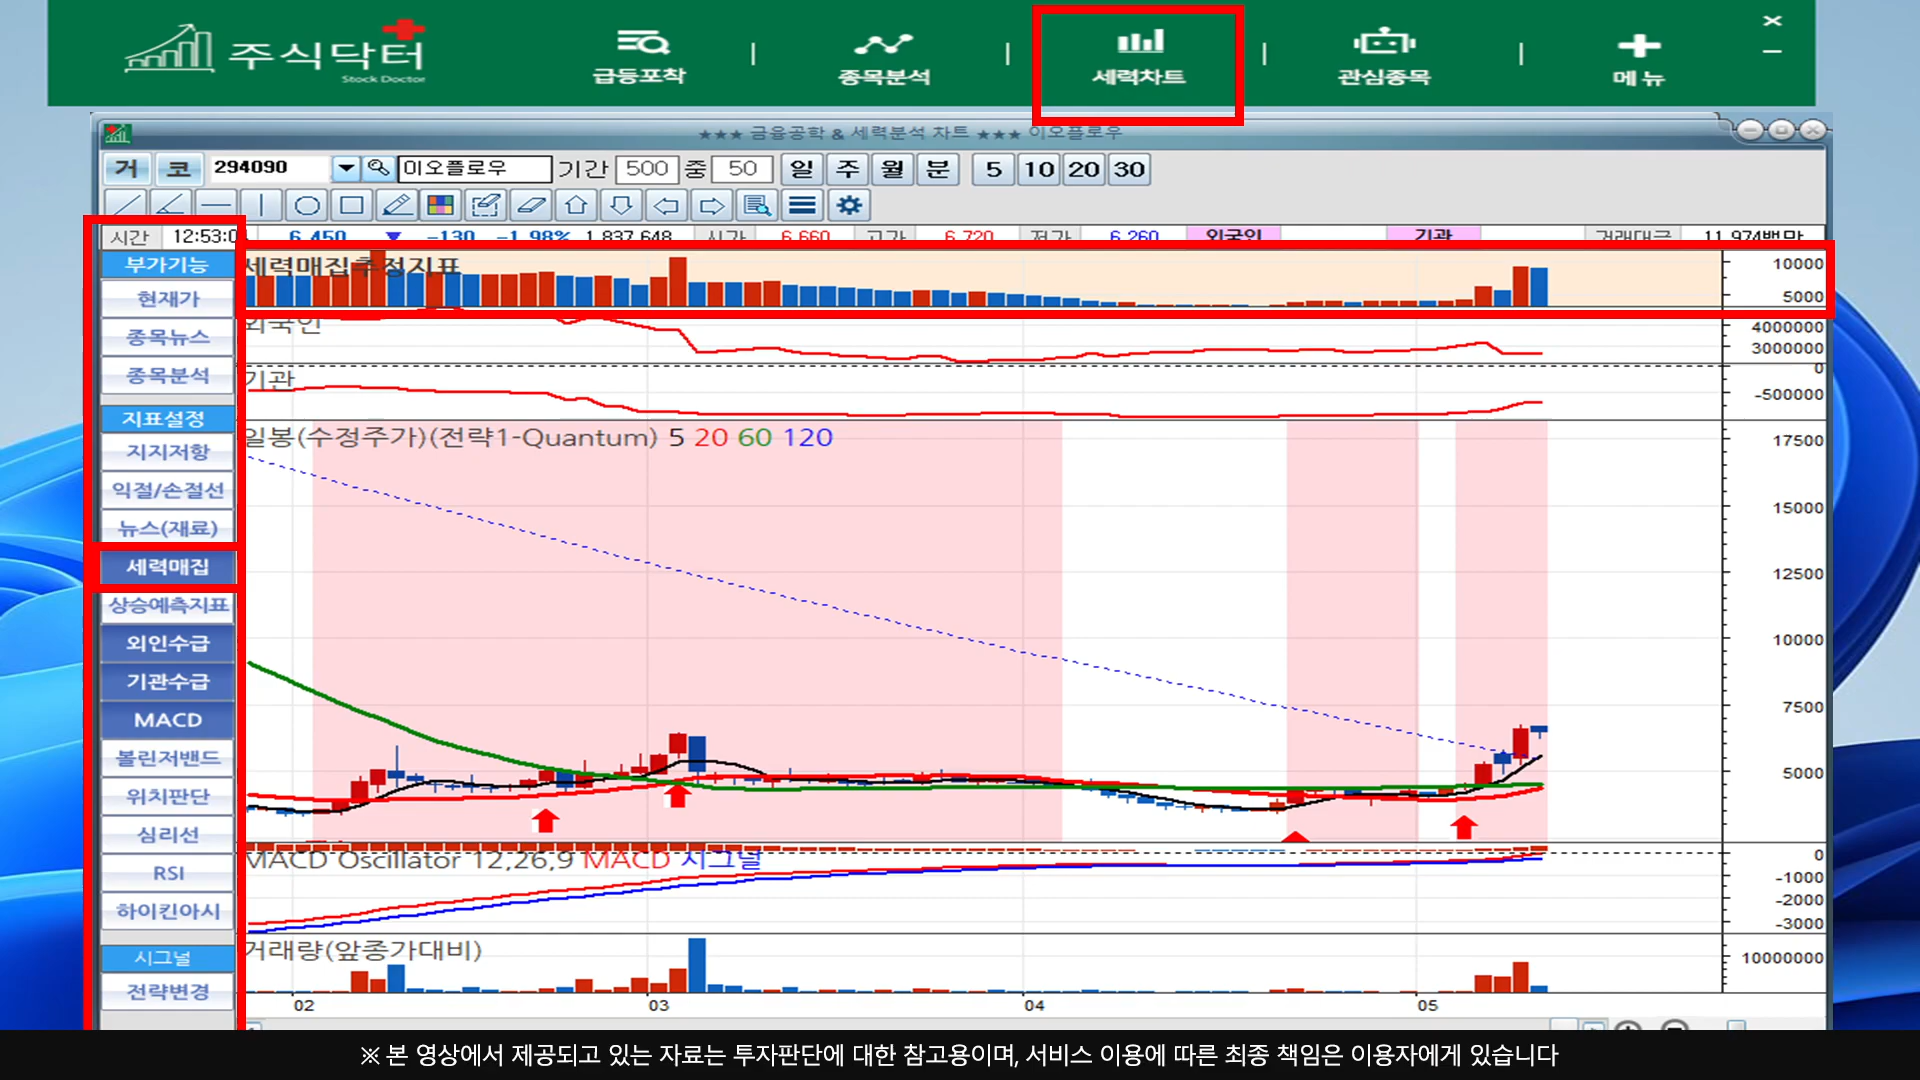 주식닥터
Stock Doctor
급등포착
종목분석
세력차트
관심종목
메뉴
★★★ 금융공학 & 세력분석 차트 ★★★ 이오플로우
거 코 294090 이오플로우 기간 500 중 50 일 주 월 분 5 10 20 30
시간 12:53:0 6,450 ▼ -130 -1.98% 1,837,648 시가 6,660 고가 6,720 저가 6,260 외국인 기관 거래대금 11,974백만
부가기능
현재가
종목뉴스
종목분석
지표설정
지지저항
익절/손절선
뉴스(재료)
세력매집
상승예측지표
외인수급
기관수급
MACD
볼린저밴드
위치판단
심리선
RSI
하이킨아시
시그널
전략변경
세력매집추정지표
10000
5000
외국인
4000000
3000000
기관
0
-500000
일봉(수정주가)(전략1-Quantum) 5 20 60 120
17500
15000
12500
10000
7500
5000
MACD Oscillator 12,26,9 MACD 시그널
0
-1000
-2000
-3000
거래량(앞종가대비)
10000000
02 03 04 05
※ 본 영상에서 제공되고 있는 자료는 투자판단에 대한 참고용이며, 서비스 이용에 따른 최종 책임은 이용자에게 있습니다